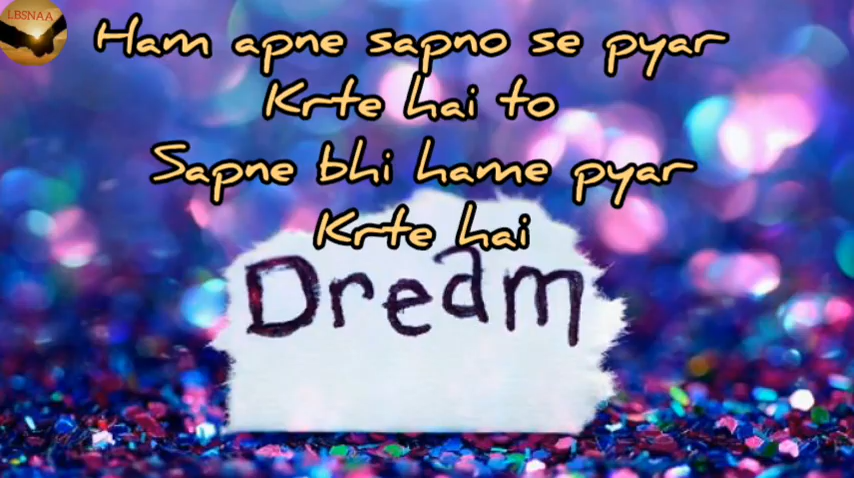 LBSNAA
Ham apne sapno se pyar
Krte hai to
Sapne bhi hame pyar
Krte hai
Dream